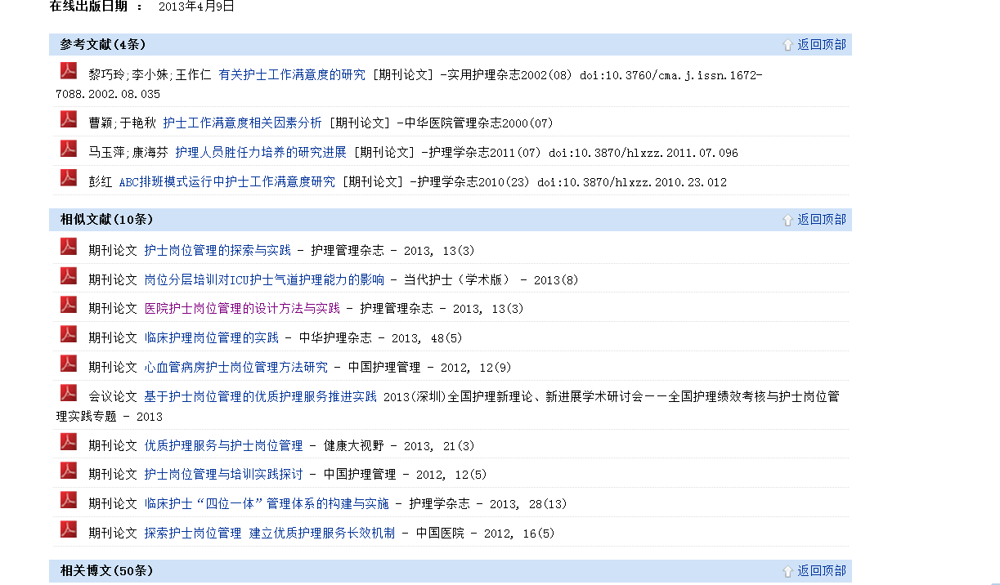 在线出版日期 ： 2013年4月9日
参考文献(4条) 返回顶部
黎巧玲;李小妹;王作仁 有关护士工作满意度的研究 [期刊论文] -实用护理杂志2002(08) doi:10.3760/cma.j.issn.1672-
7088.2002.08.035
曹颖;于艳秋 护士工作满意度相关因素分析 [期刊论文] -中华医院管理杂志2000(07)
马玉萍;康海芬 护理人员胜任力培养的研究进展 [期刊论文] -护理学杂志2011(07) doi:10.3870/hlxzz.2011.07.096
彭红 ABC排班模式运行中护士工作满意度研究 [期刊论文] -护理学杂志2010(23) doi:10.3870/hlxzz.2010.23.012
相似文献(10条) 返回顶部
期刊论文 护士岗位管理的探索与实践 - 护理管理杂志 - 2013, 13(3)
期刊论文 岗位分层培训对ICU护士气道护理能力的影响 - 当代护士（学术版） - 2013(8)
期刊论文 医院护士岗位管理的设计方法与实践 - 护理管理杂志 - 2013, 13(3)
期刊论文 临床护理岗位管理的实践 - 中华护理杂志 - 2013, 48(5)
期刊论文 心血管病房护士岗位管理方法研究 - 中国护理管理 - 2012, 12(9)
会议论文 基于护士岗位管理的优质护理服务推进实践 2013(深圳)全国护理新理论、新进展学术研讨会——全国护理绩效考核与护士岗位管
理实践专题 - 2013
期刊论文 优质护理服务与护士岗位管理 - 健康大视野 - 2013, 21(3)
期刊论文 护士岗位管理与培训实践探讨 - 中国护理管理 - 2012, 12(5)
期刊论文 临床护士“四位一体”管理体系的构建与实施 - 护理学杂志 - 2013, 28(13)
期刊论文 探索护士岗位管理 建立优质护理服务长效机制 - 中国医院 - 2012, 16(5)
相关博文(50条) 返回顶部